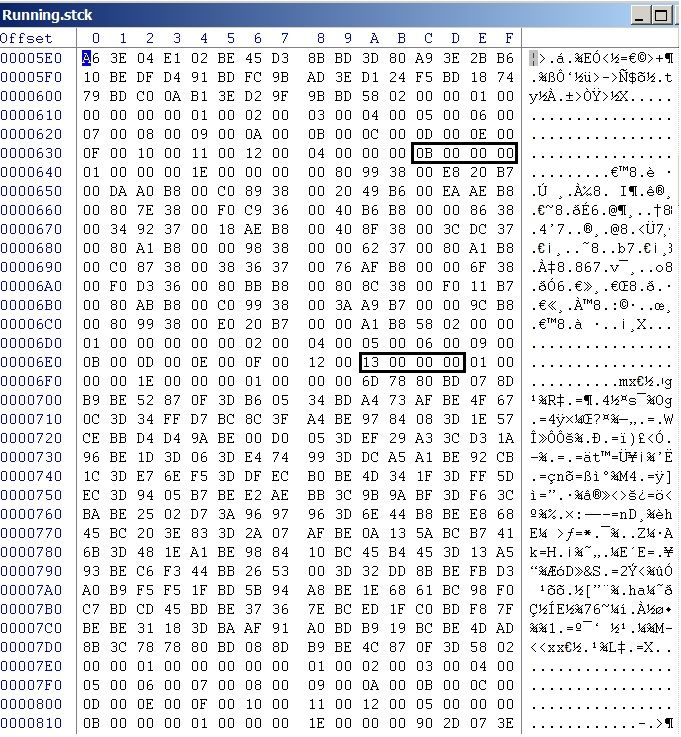 Running.stck
Offset 0 1 2 3 4 5 6 7 8 9 A B C D E F
000005E0 A6 3E 04 E1 02 BE 45 D3 8B BD 3D 80 A9 3E 2B B6 ¦>.á.¾EÓ‹½=€©>+¶
000005F0 10 BE DF D4 91 BD FC 9B AD 3E D1 24 F5 BD 18 74 .¾ßÔ‘½ü›->Ñ$õ½.t
00000600 79 BD C0 0A B1 3E D2 9F 9B BD 58 02 00 00 01 00 y½À.±>ÒŸ›½X.....
00000610 00 00 00 00 01 00 02 00 03 00 04 00 05 00 06 00 ................
00000620 07 00 08 00 09 00 0A 00 0B 00 0C 00 0D 00 0E 00 ................
00000630 0F 00 10 00 11 00 12 00 04 00 00 00 0B 00 00 00 ................
00000640 01 00 00 00 1E 00 00 00 00 80 99 38 00 E8 20 B7 .........€™8.è ·
00000650 00 DA A0 B8 00 C0 89 38 00 20 49 B6 00 EA AE B8 .Ú ¸.À‰8. I¶.ê®¸
00000660 00 80 7E 38 00 F0 C9 36 00 40 B6 B8 00 00 86 38 .€~8.ðÉ6.@¶¸..†8
00000670 00 34 92 37 00 18 AE B8 00 40 8F 38 00 3C DC 37 .4’7..®¸.@.8.<Ü7
00000680 00 80 A1 B8 00 00 98 38 00 00 62 37 00 80 A1 B8 .€¡¸..˜8..b7.€¡¸
00000690 00 C0 87 38 00 38 36 37 00 76 AF B8 00 00 6F 38 .À‡8.867.v¯¸..o8
000006A0 00 F0 D3 36 00 80 BB B8 00 80 8C 38 00 F0 11 B7 .ðÓ6.€»¸.€Œ8.ð.·
000006B0 00 80 AB B8 00 C0 99 38 00 3A A9 B7 00 00 9C B8 .€«¸.À™8.:©·..œ¸
000006C0 00 80 99 38 00 E0 20 B7 00 00 A1 B8 58 02 00 00 .€™8.à ·..¡¸X...
000006D0 01 00 00 00 00 00 02 00 04 00 05 00 06 00 09 00 ................
000006E0 0B 00 0D 00 0E 00 0F 00 12 00 13 00 00 00 01 00 ................
000006F0 00 00 1E 00 00 00 01 00 00 00 6D 78 80 BD 07 8D ..........mx€½.
00000700 B9 BE 52 87 0F 3D B6 05 34 BD A4 73 AF BE 4F 67 ¹¾R‡.=¶.4½¤s¯¾Og
00000710 0C 3D 34 FF D7 BC 8C 3F A4 BE 97 84 08 3D 1E 57 .=4ÿ×¼Œ?¤¾—„.=.W
00000720 CE BB D4 D4 9A BE 00 D0 05 3D EF 29 A3 3C D3 1A Î»ÔÔš¾.Ð.=ï)£<Ó.
00000730 96 BE 1D 3D 06 3D E4 74 99 3D DC A5 A1 BE 27 CB –¾.=.=ät™=Ü¥¡¾'Ë
00000740 1C 3D E7 6E F5 3D DF EC B0 BE 4D 34 1F 3D FF 5D .=çnõ=ßì°¾M4.=ÿ]
00000750 EC 3D 94 05 B7 BE E2 AE BB 3C 9B 9A BF 3D F6 3C ì=”.·¾â®»<›š¿=ö<
00000760 BA BE 25 02 D7 3A 96 97 96 3D 6E 44 B8 BE E8 68 º¾%.×:–—–=nD¸¾èh
00000770 45 BC 20 3E 83 3D 2A 07 AF BE 0A 13 5A BC B7 41 E¼ >ƒ=*.¯¾..Z¼·A
00000780 6B 3D 48 1E A1 BE 98 84 10 BC 45 B4 45 3D 13 A5 k=H.¡¾˜„.¼E´E=.¥
00000790 93 BE C6 F3 44 BB 26 53 00 3D 32 DD 8B BE FB D3 “¾ÆóD»&S.=2Ý‹¾ûÓ
000007A0 A0 B9 F5 F5 1F BD 5B 94 A8 BE 1E 68 61 BC 98 F0 ¹õõ.½[”¨¾.ha¼˜ð
000007B0 C7 BD CD 45 BD BE 37 36 7E BC ED 1F C0 BD F8 7F Ç½ÍE½¾76~¼í.À½ø
000007C0 BE BE 31 18 3D BA AF 91 A0 BD B9 19 BC BE 4D AD ¾¾1.=º¯‘ ½¹.¼¾M-
000007D0 8B 3C 78 78 80 BD 08 8D B9 BE 4C 87 0F 3D 58 02 ‹<xx€½.¹¾L‡.=X.
000007E0 00 00 01 00 00 00 00 00 01 00 02 00 03 00 04 00 ................
000007F0 05 00 06 00 07 00 08 00 09 00 0A 00 0B 00 0C 00 ................
00000800 0D 00 0E 00 0F 00 10 00 11 00 12 00 05 00 00 00 ................
00000810 0B 00 00 00 01 00 00 00 1E 00 00 00 90 2D 07 3E .............-.>